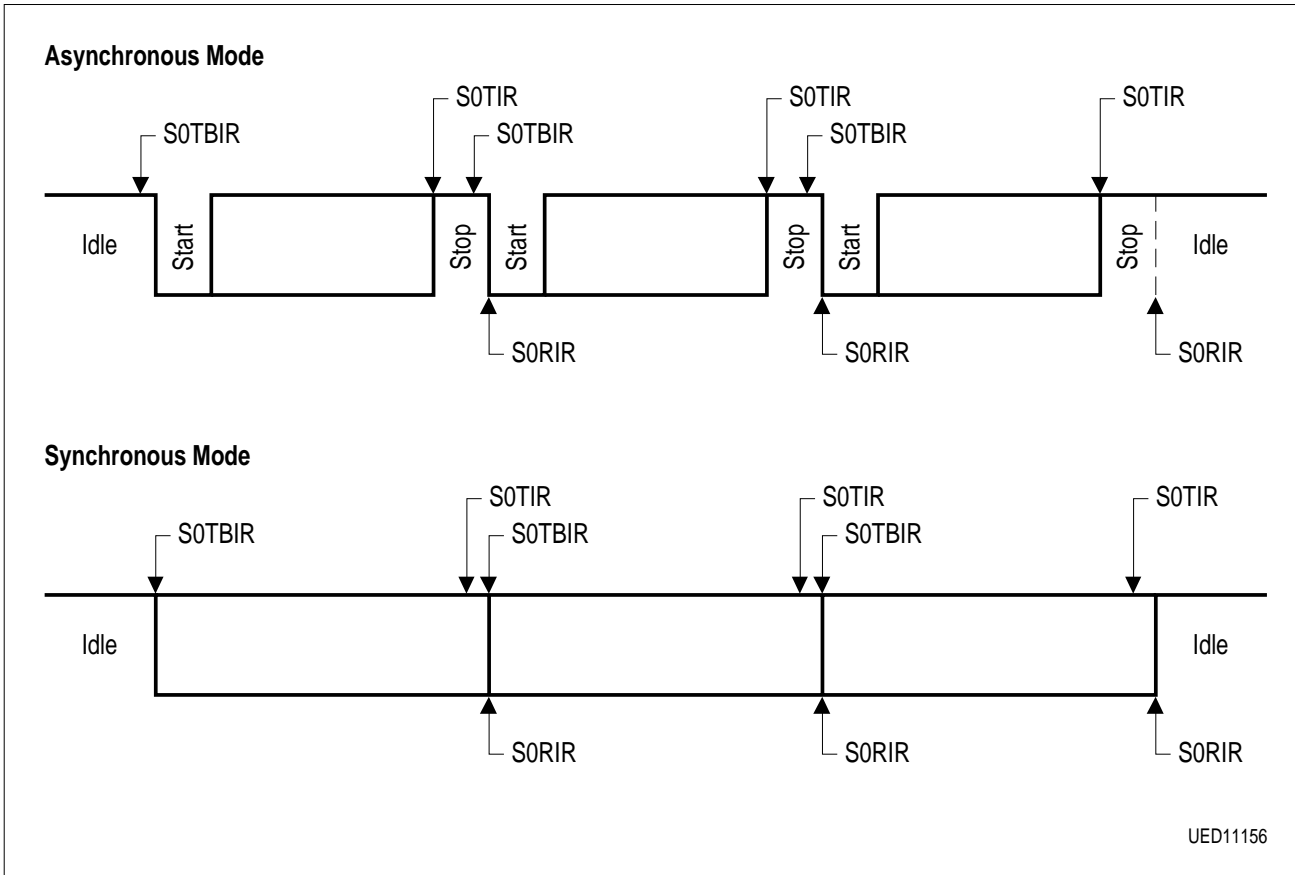 Asynchronous Mode
S0TIR S0TIR S0TIR
S0TBIR S0TBIR S0TBIR
Idle Start Stop Start Stop Start Stop Idle
S0RIR S0RIR S0RIR
Synchronous Mode
S0TIR S0TIR S0TIR
S0TBIR S0TBIR S0TBIR
Idle Idle
S0RIR S0RIR S0RIR
UED11156